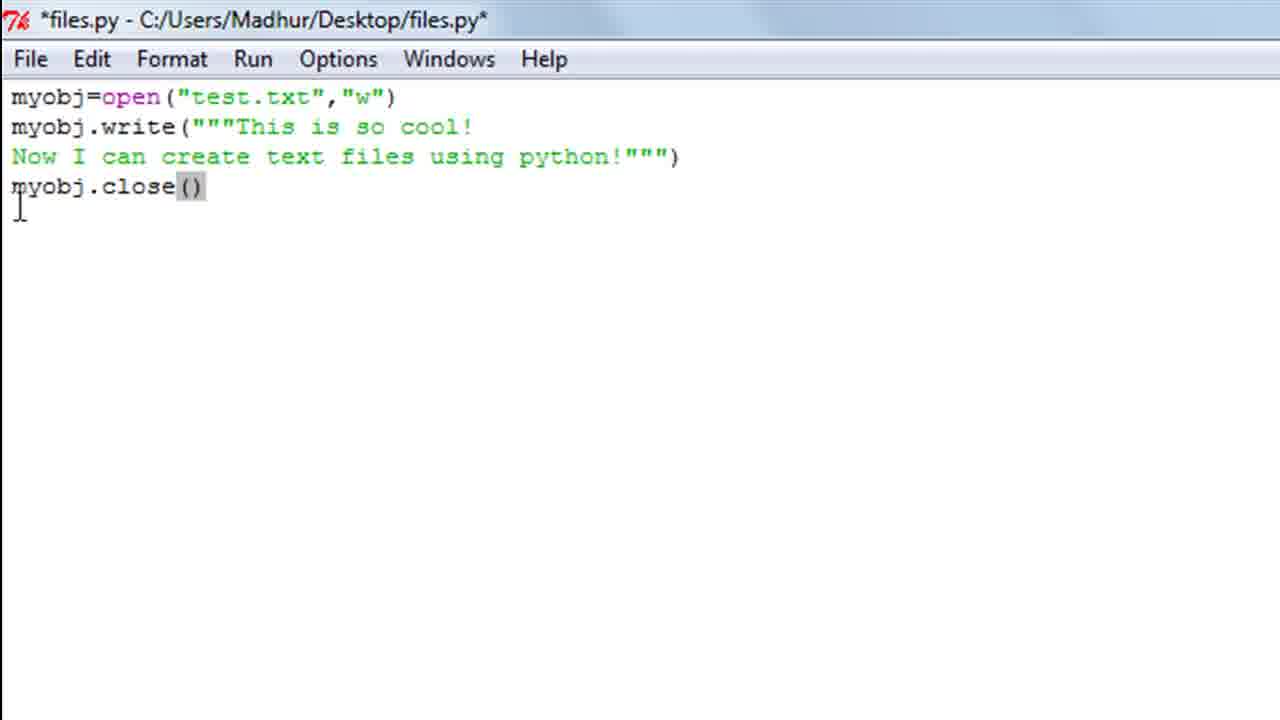 *files.py - C:/Users/Madhur/Desktop/files.py*
File Edit Format Run Options Windows Help
myobj=open("test.txt","w")
myobj.write("""This is so cool!
Now I can create text files using python!""")
myobj.close()